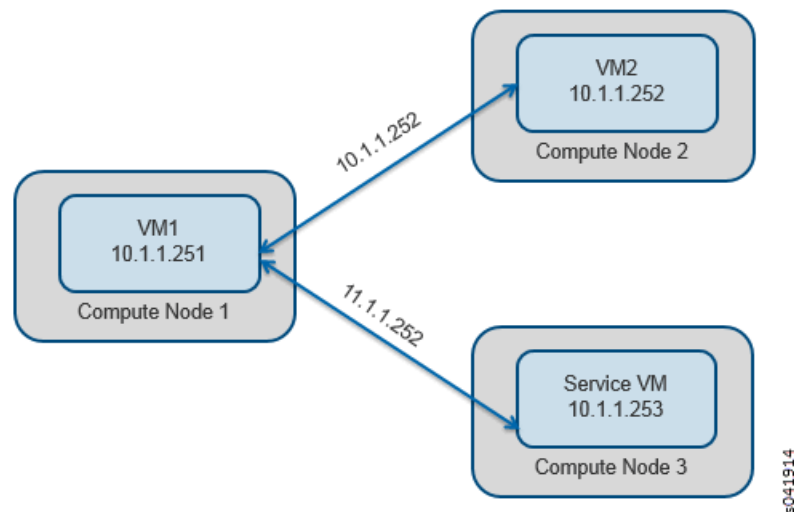 VM2
10.1.1.252
Compute Node 2
10.1.1.252
VM1
10.1.1.251
Compute Node 1
11.1.1.252
Service VM
10.1.1.253
Compute Node 3
s041914